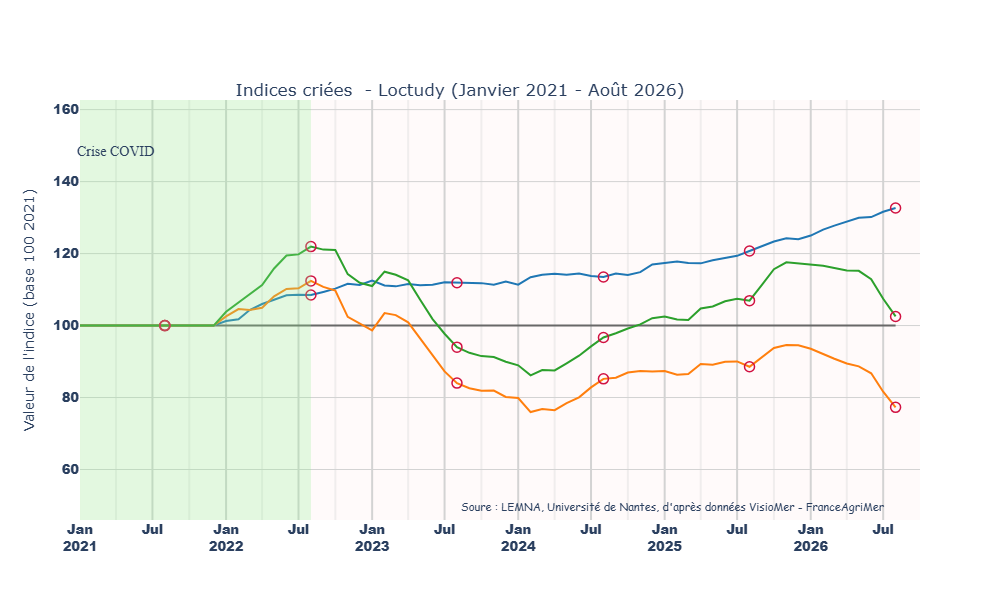 Indices criées  - Loctudy (Janvier 2021 - Août 2026)
Valeur de l'indice (base 100 2021)
160
140
120
100
80
60
Crise COVID
Soure : LEMNA, Université de Nantes, d'après données VisioMer - FranceAgriMer
Jan Jul Jan Jul Jan Jul Jan Jul Jan Jul Jan Jul
2021 2022 2023 2024 2025 2026